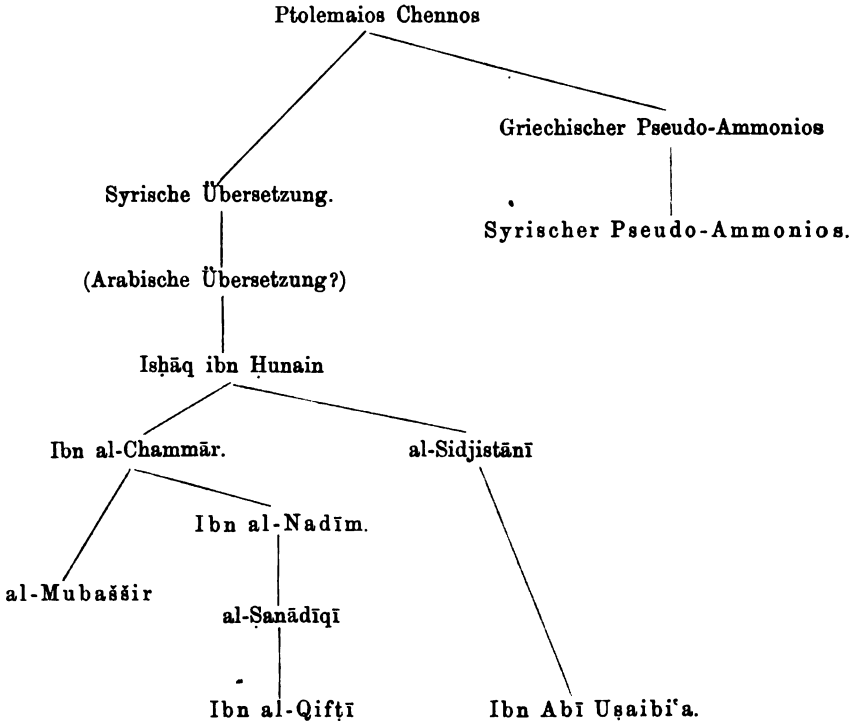 Ptolemaios Chennos
Griechischer Pseudo-Ammonios
Syrische Übersetzung.
Syrischer Pseudo-Ammonios.
(Arabische Übersetzung?)
Isḥāq ibn Ḥunain
Ibn al-Chammār.
al-Sidjistānī
Ibn al-Nadīm.
al-Mubaššir
al-Ṣanādīqī
Ibn al-Qifṭī
Ibn Abī Uṣaibiʿa.